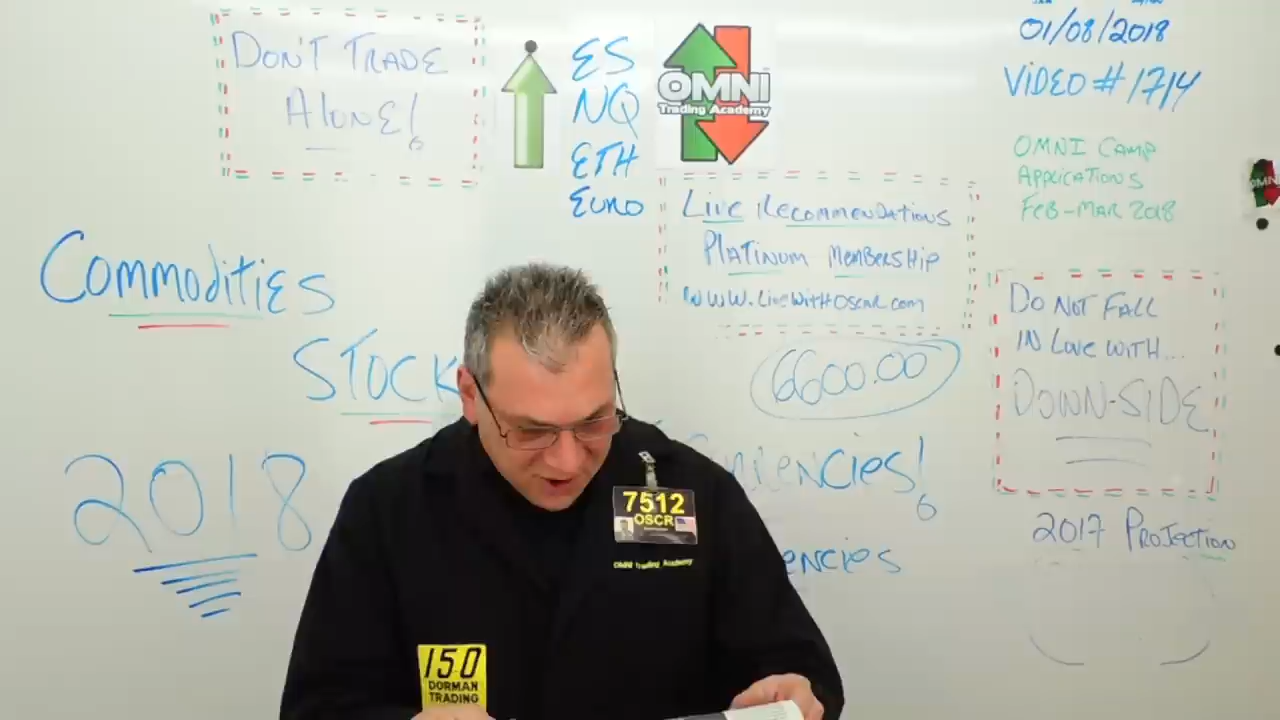 DON'T TRADE
ALONE!
ES
NQ
ETH
EURO
OMNI
Trading Academy
01/08/2018
VIDEO #1714
OMNI CAMP
APPLICATIONS
FEB-MAR 2018
LIVE RECOMMENDATIONS
PLATINUM MEMBERSHIP
WWW.LIVEWITHOSCAR.COM
COMMODITIES
STOCK
6600.00
DO NOT FALL
IN LOVE WITH...
DOWN-SIDE
2018
2017 PROJECTION
7512
OSCR
OMNI Trading Academy
150
DORMAN
TRADING
OMNI